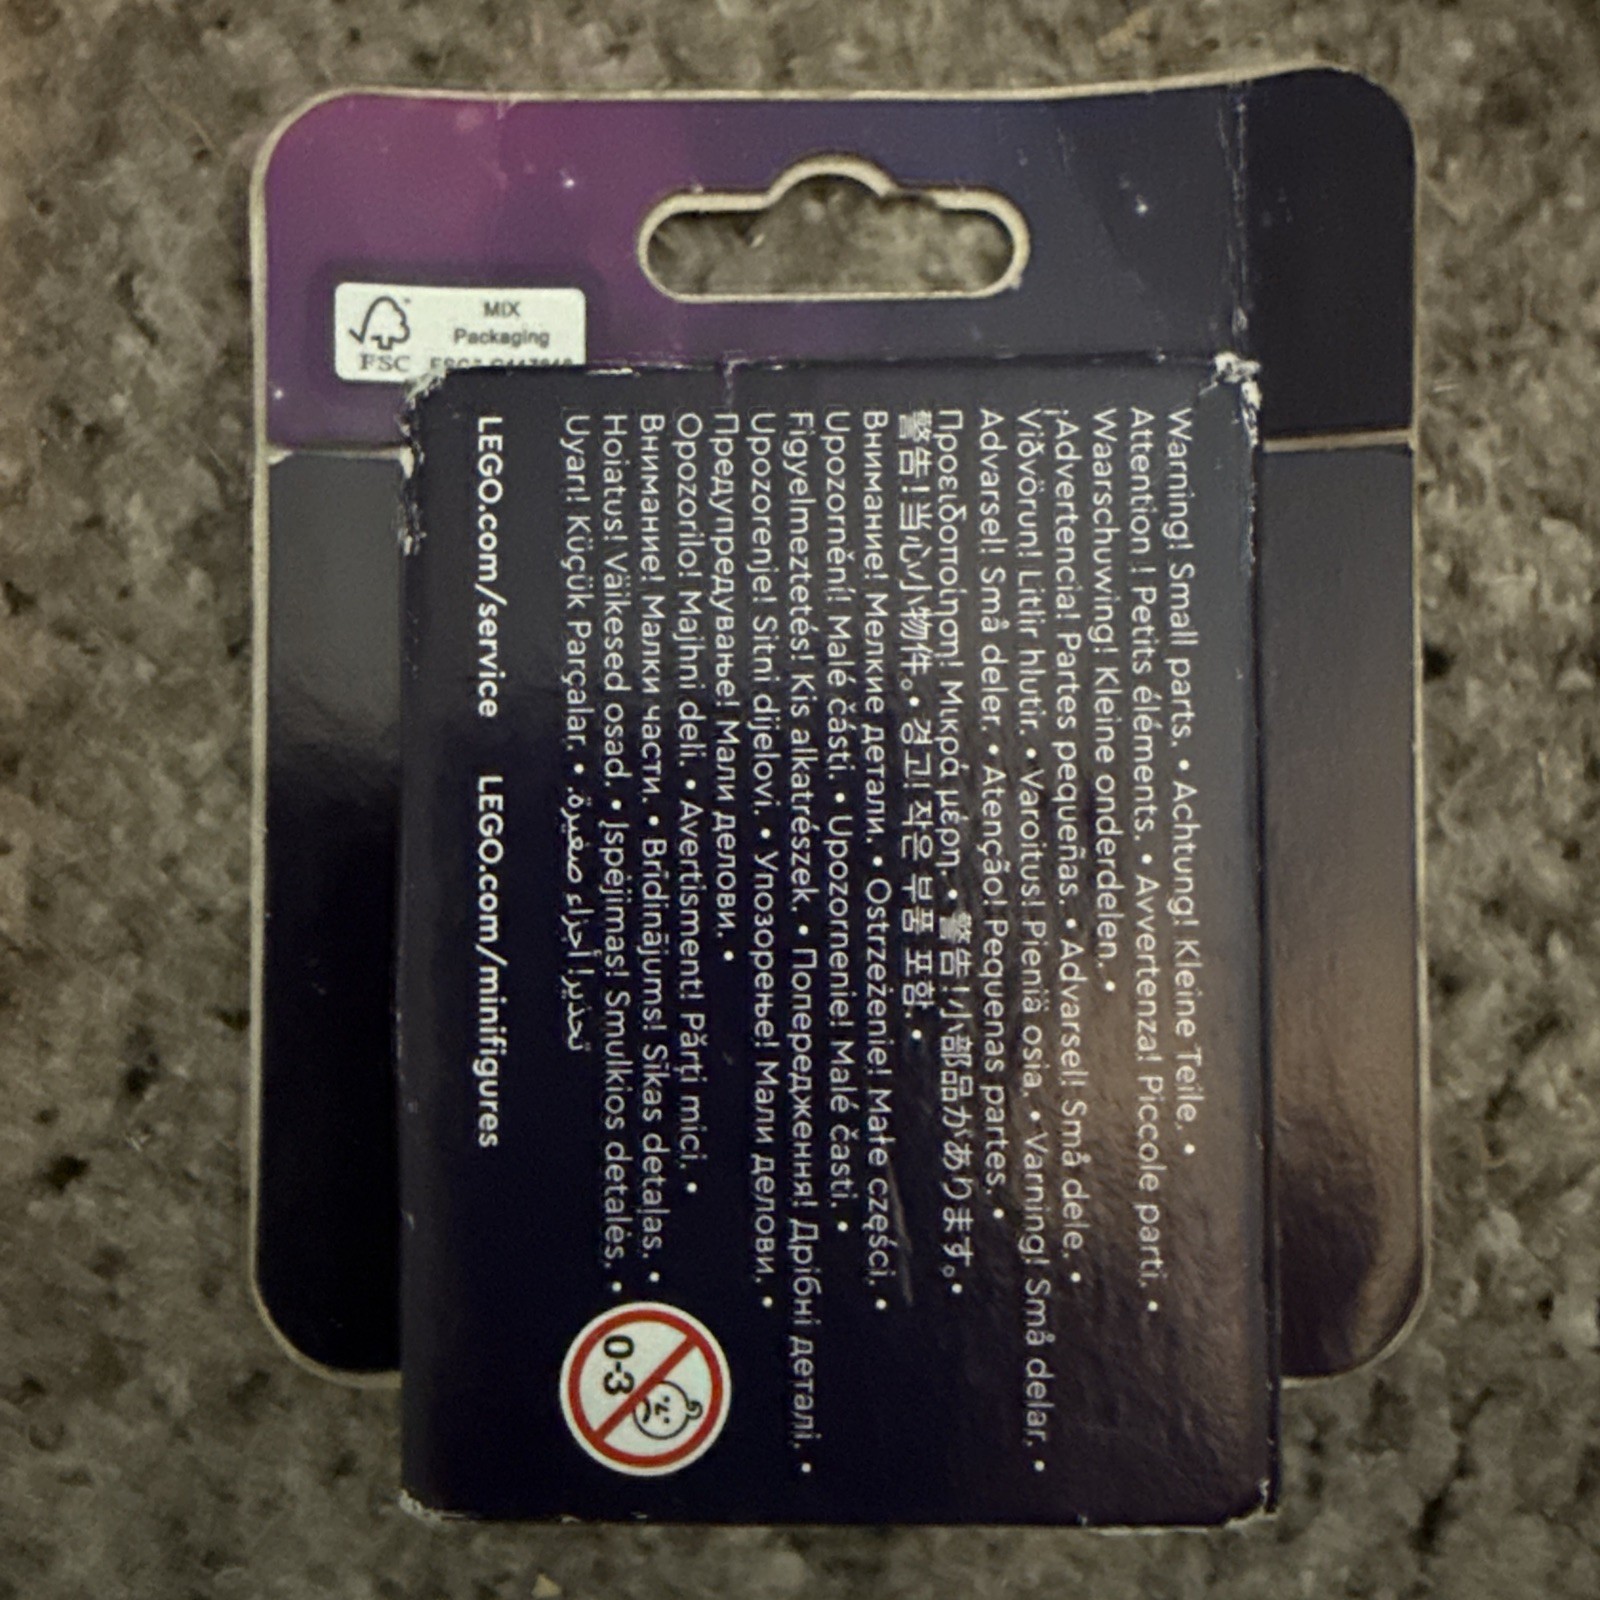 MIX
Packaging
FSC
Warning! Small parts. • Achtung! Kleine Teile. •
Attention ! Petits éléments. • Avvertenza! Piccole parti. •
Waarschuwing! Kleine onderdelen. •
¡Advertencia! Partes pequeñas. • Advarsel! Små dele. •
Viðvörun! Litlir hlutir. • Varoitus! Pieniä osia. • Varning! Små delar. •
Advarsel! Små deler. • Atenção! Pequenas partes. •
Προειδοποίηση! Μικρά μέρη. • 警告!小部品があります。•
警告!当心小物件。• 경고! 작은 부품 포함. •
Внимание! Мелкие детали. • Ostrzeżenie! Małe części. •
Upozornění! Malé části. • Upozornenie! Malé časti. •
Figyelmeztetés! Kis alkatrészek. • Попередження! Дрібні деталі. •
Upozorenje! Sitni dijelovi. • Упозорење! Мали делови. •
Предупредување! Мали делови. •
Opozorilo! Majhni deli. • Avertisment! Părți mici. •
Внимание! Малки части. • Brīdinājums! Sīkas detaļas. •
Hoiatus! Väikesed osad. • Įspėjimas! Smulkios detalės. •
Uyarı! Küçük Parçalar. • تحذير! أجزاء صغيرة.
0-3
LEGO.com/service LEGO.com/minifigures